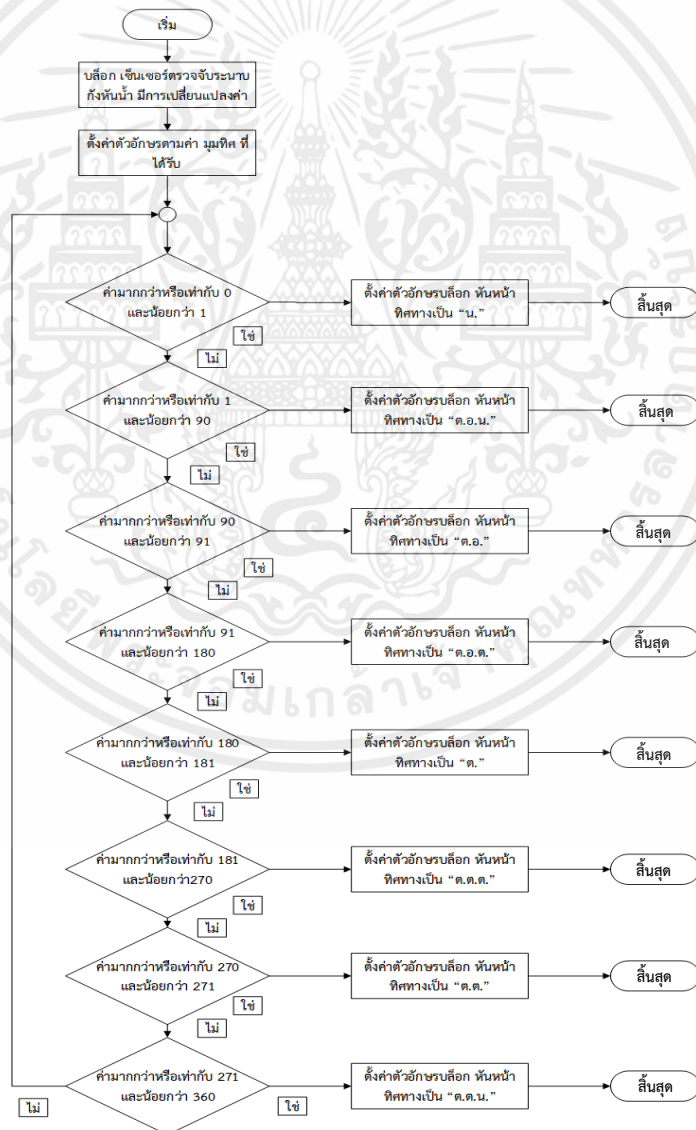 เริ่ม
บล็อก เซ็นเซอร์ตรวจจับระนาบ
กังหันน้ำ มีการเปลี่ยนแปลงค่า
ตั้งค่าตัวอักษรตามค่า มุมทิศ ที่
ได้รับ
ค่ามากกว่าหรือเท่ากับ 0
และน้อยกว่า 1
ใช่
ไม่
ตั้งค่าตัวอักษรบล็อก หันหน้า
ทิศทางเป็น “น.”
สิ้นสุด
ค่ามากกว่าหรือเท่ากับ 1
และน้อยกว่า 90
ใช่
ไม่
ตั้งค่าตัวอักษรบล็อก หันหน้า
ทิศทางเป็น “ต.อ.น.”
สิ้นสุด
ค่ามากกว่าหรือเท่ากับ 90
และน้อยกว่า 91
ใช่
ไม่
ตั้งค่าตัวอักษรบล็อก หันหน้า
ทิศทางเป็น “ต.อ.”
สิ้นสุด
ค่ามากกว่าหรือเท่ากับ 91
และน้อยกว่า 180
ใช่
ไม่
ตั้งค่าตัวอักษรบล็อก หันหน้า
ทิศทางเป็น “ต.อ.ต.”
สิ้นสุด
ค่ามากกว่าหรือเท่ากับ 180
และน้อยกว่า 181
ใช่
ไม่
ตั้งค่าตัวอักษรบล็อก หันหน้า
ทิศทางเป็น “ต.”
สิ้นสุด
ค่ามากกว่าหรือเท่ากับ 181
และน้อยกว่า270
ใช่
ไม่
ตั้งค่าตัวอักษรบล็อก หันหน้า
ทิศทางเป็น “ต.ต.ต.”
สิ้นสุด
ค่ามากกว่าหรือเท่ากับ 270
และน้อยกว่า 271
ใช่
ไม่
ตั้งค่าตัวอักษรบล็อก หันหน้า
ทิศทางเป็น “ต.ต.”
สิ้นสุด
ค่ามากกว่าหรือเท่ากับ 271
และน้อยกว่า 360
ไม่
ใช่
ตั้งค่าตัวอักษรบล็อก หันหน้า
ทิศทางเป็น “ต.ต.น.”
สิ้นสุด